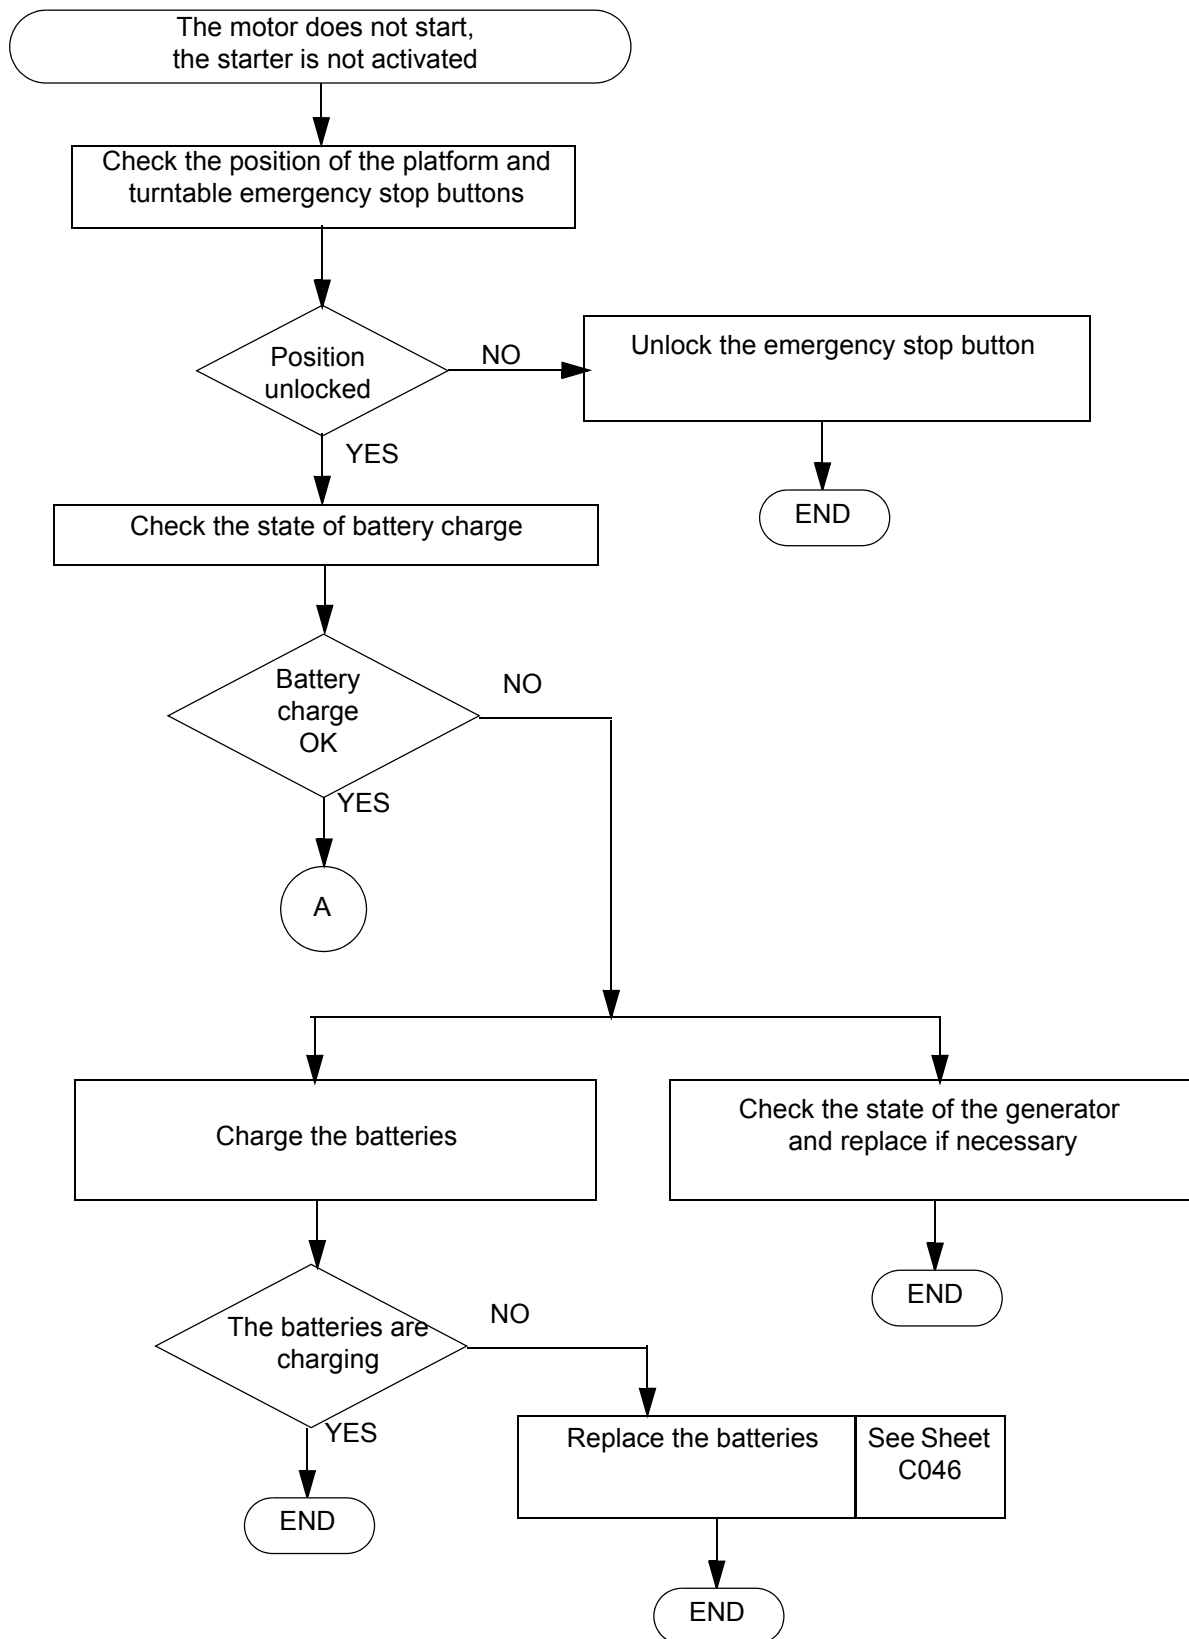 The motor does not start,
the starter is not activated
Check the position of the platform and
turntable emergency stop buttons
Position
unlocked
NO
Unlock the emergency stop button
YES
END
Check the state of battery charge
Battery
charge
OK
NO
YES
A
Charge the batteries
Check the state of the generator
and replace if necessary
END
The batteries are
charging
NO
YES
Replace the batteries
See Sheet
C046
END
END